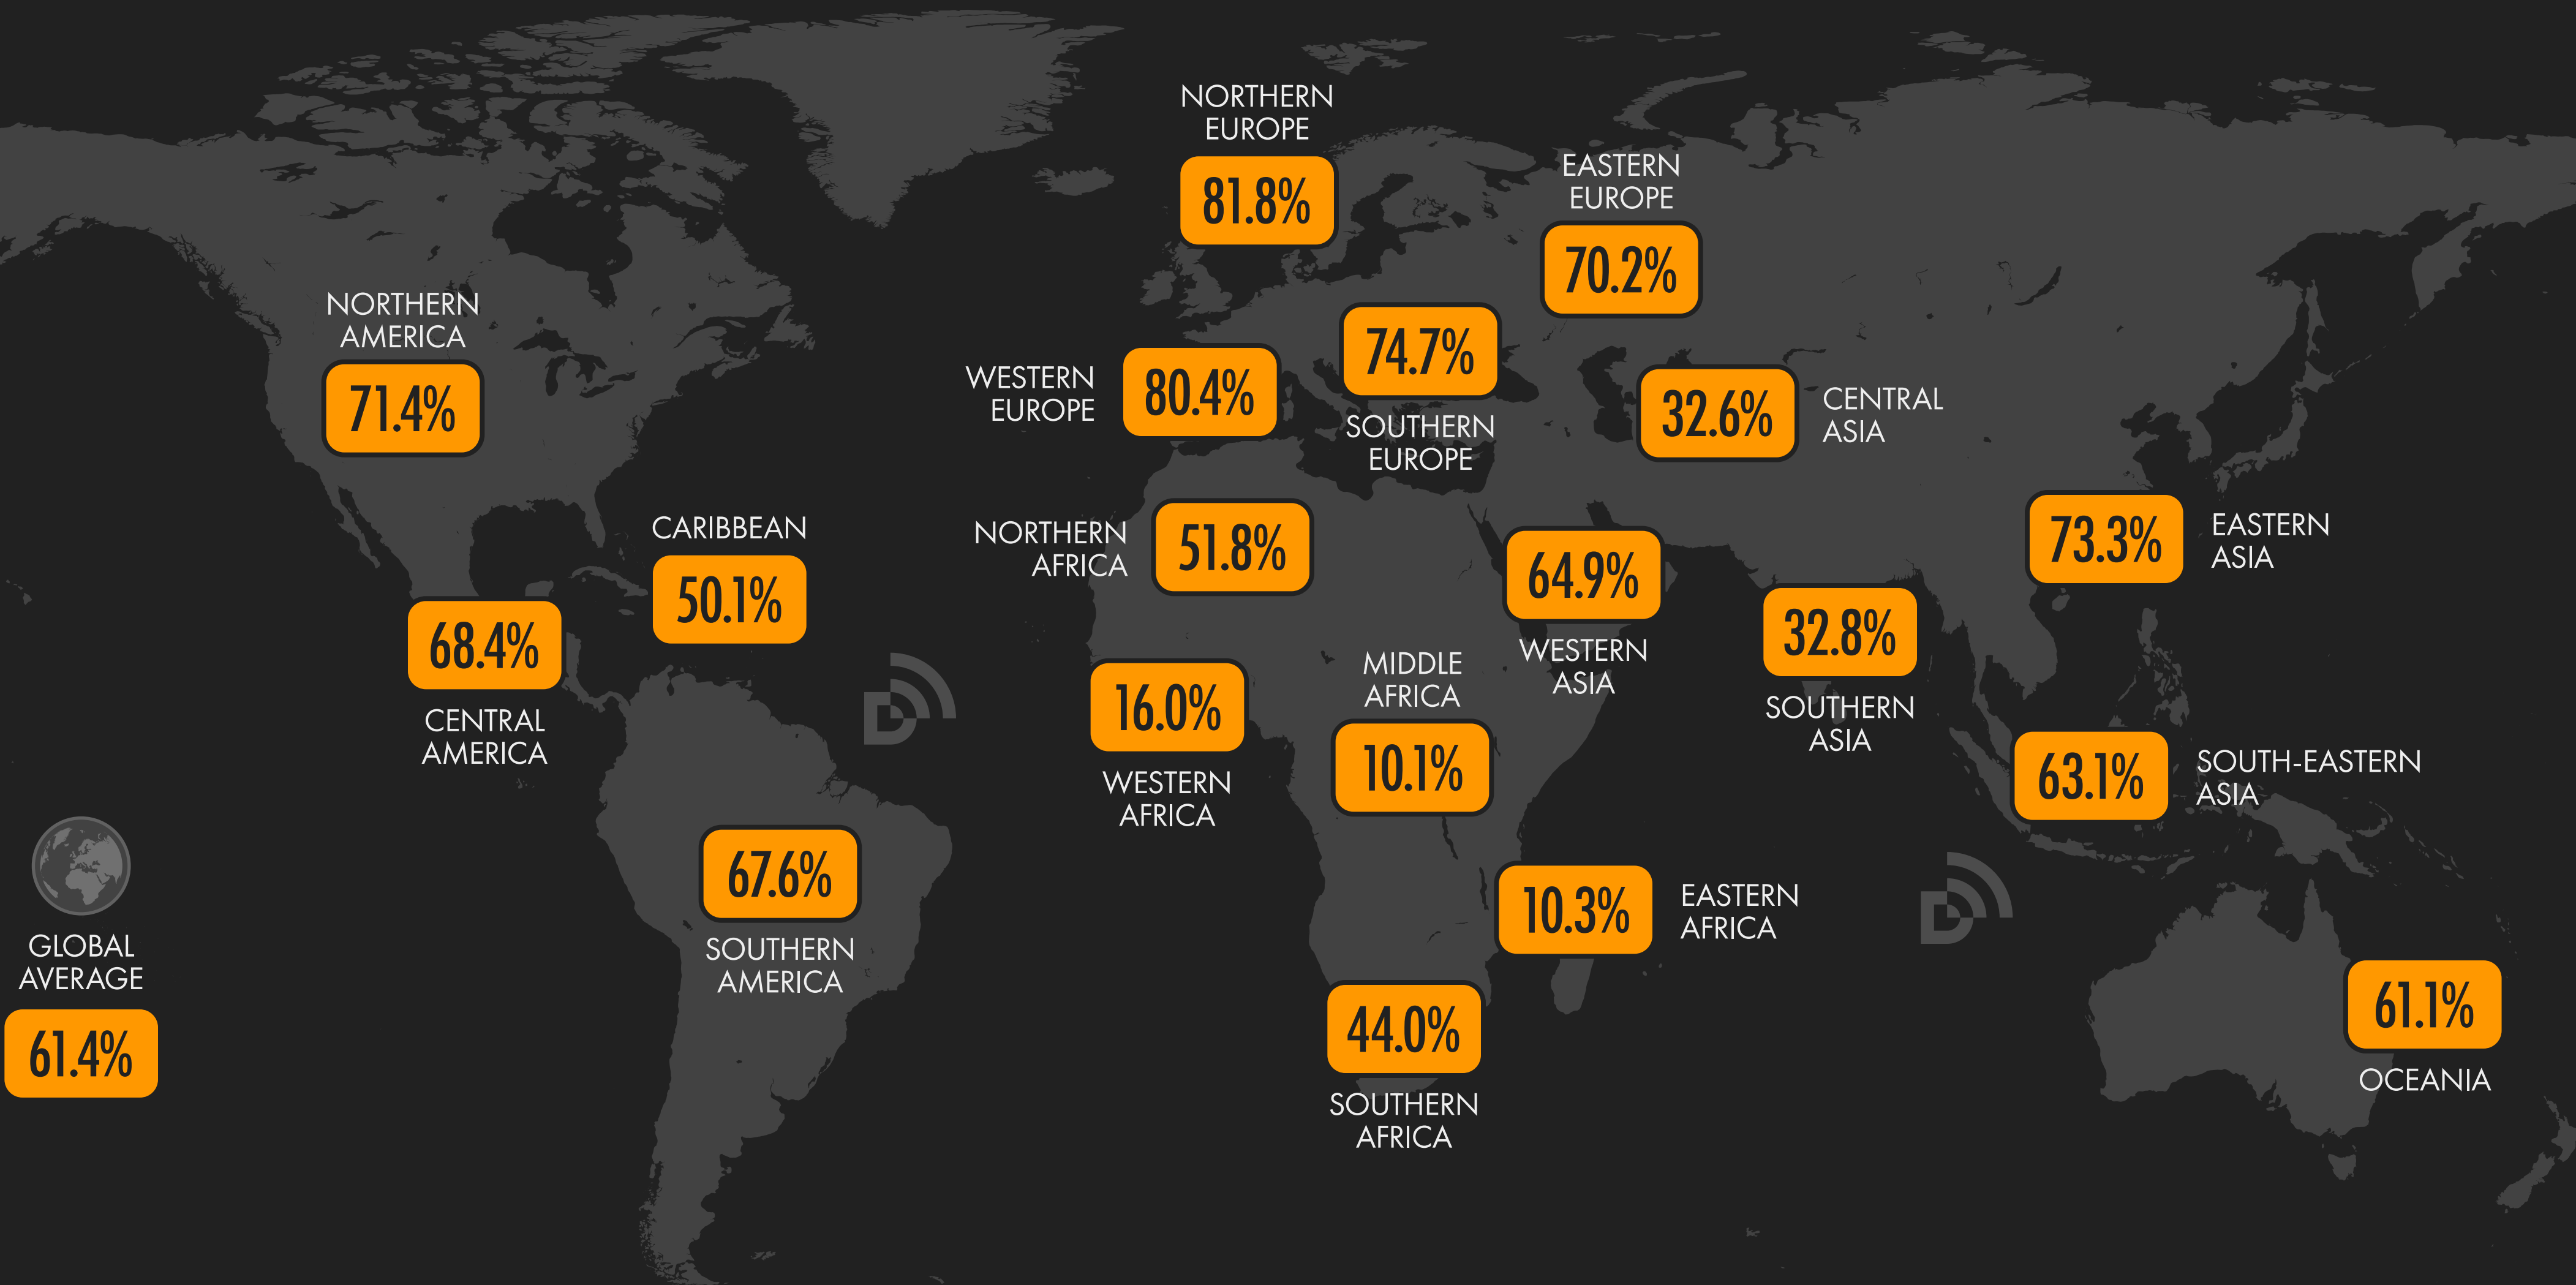 NORTHERN
EUROPE
81.8%
EASTERN
EUROPE
70.2%
NORTHERN
AMERICA
71.4%
WESTERN
EUROPE
80.4%
74.7%
SOUTHERN
EUROPE
32.6%
CENTRAL
ASIA
CARIBBEAN
50.1%
NORTHERN
AFRICA
51.8%
64.9%
WESTERN
ASIA
73.3%
EASTERN
ASIA
68.4%
CENTRAL
AMERICA
16.0%
WESTERN
AFRICA
MIDDLE
AFRICA
10.1%
32.8%
SOUTHERN
ASIA
63.1%
SOUTH-EASTERN
ASIA
67.6%
SOUTHERN
AMERICA
10.3%
EASTERN
AFRICA
GLOBAL
AVERAGE
61.4%
44.0%
SOUTHERN
AFRICA
61.1%
OCEANIA